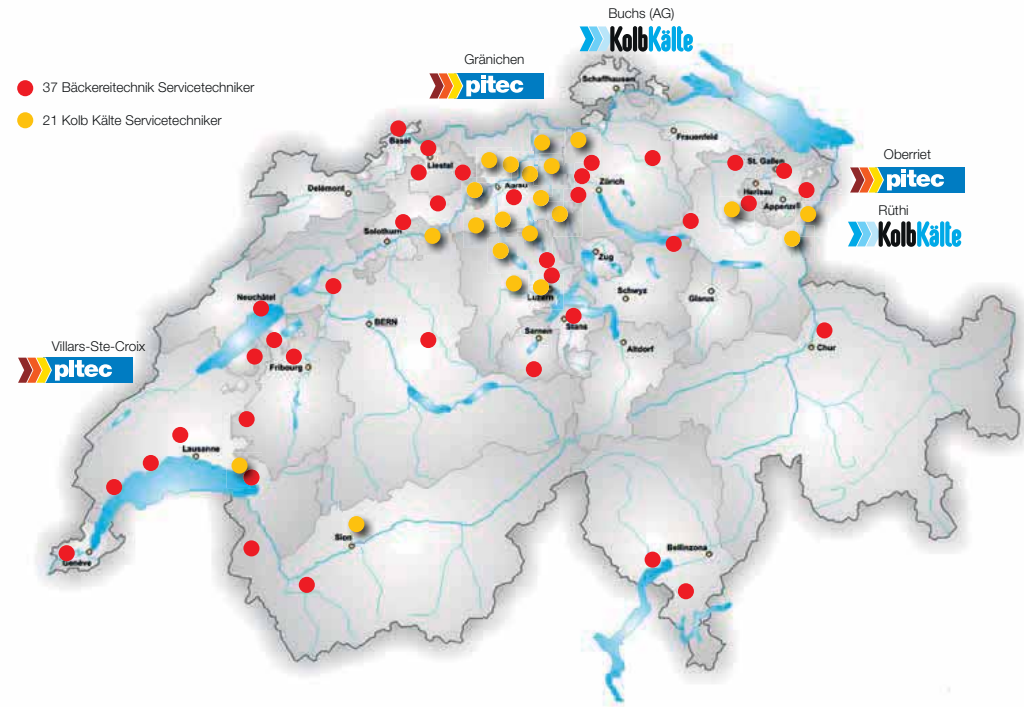 Buchs (AG)
KolbKälte
Gränichen
pitec
37 Bäckereitechnik Servicetechniker
21 Kolb Kälte Servicetechniker
Schaffhausen
Frauenfeld
Basel
Liestal
St. Gallen
Oberriet
pitec
Delémont
Aarau
Zürich
Herisau
Appenzell
Rüthi
KolbKälte
Solothurn
Zug
Neuchâtel
Luzern
Schwyz
Glarus
BERN
Stans
Sarnen
Altdorf
Chur
Villars-Ste-Croix
pitec
Fribourg
Lausanne
Sion
Bellinzona
Genève